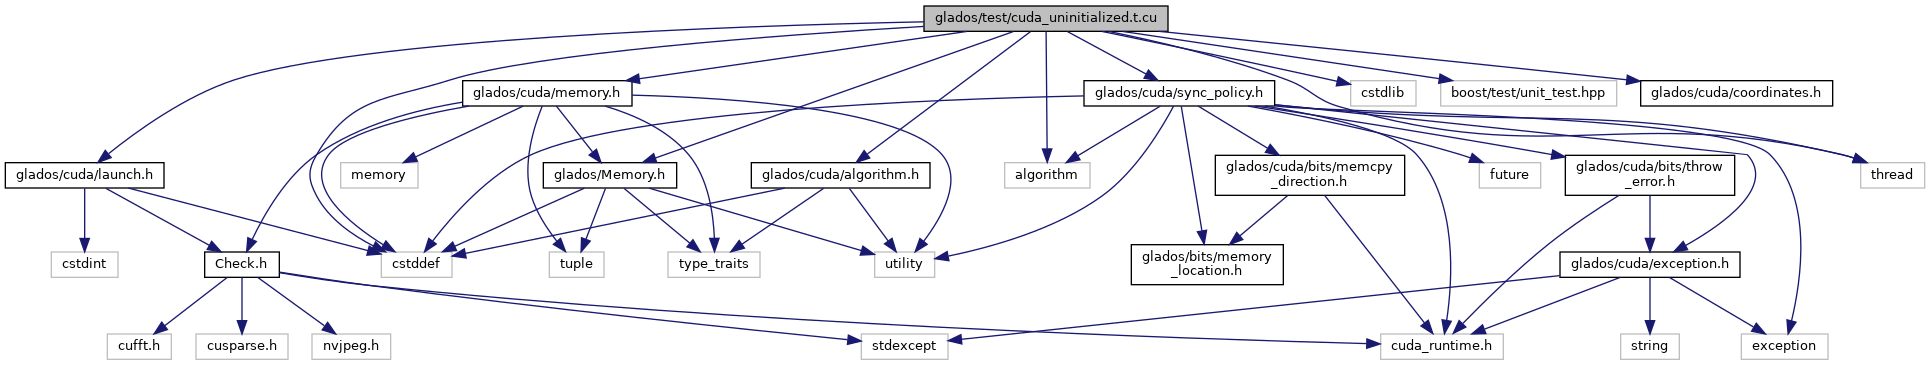 glados/test/cuda_uninitialized.t.cu
glados/cuda/memory.h
glados/cuda/sync_policy.h
cstdlib
boost/test/unit_test.hpp
glados/cuda/coordinates.h
glados/cuda/launch.h
memory
glados/Memory.h
glados/cuda/algorithm.h
algorithm
glados/cuda/bits/memcpy
_direction.h
future
glados/cuda/bits/throw
_error.h
thread
cstdint
Check.h
cstddef
tuple
type_traits
utility
glados/bits/memory
_location.h
glados/cuda/exception.h
cufft.h
cusparse.h
nvjpeg.h
stdexcept
cuda_runtime.h
string
exception